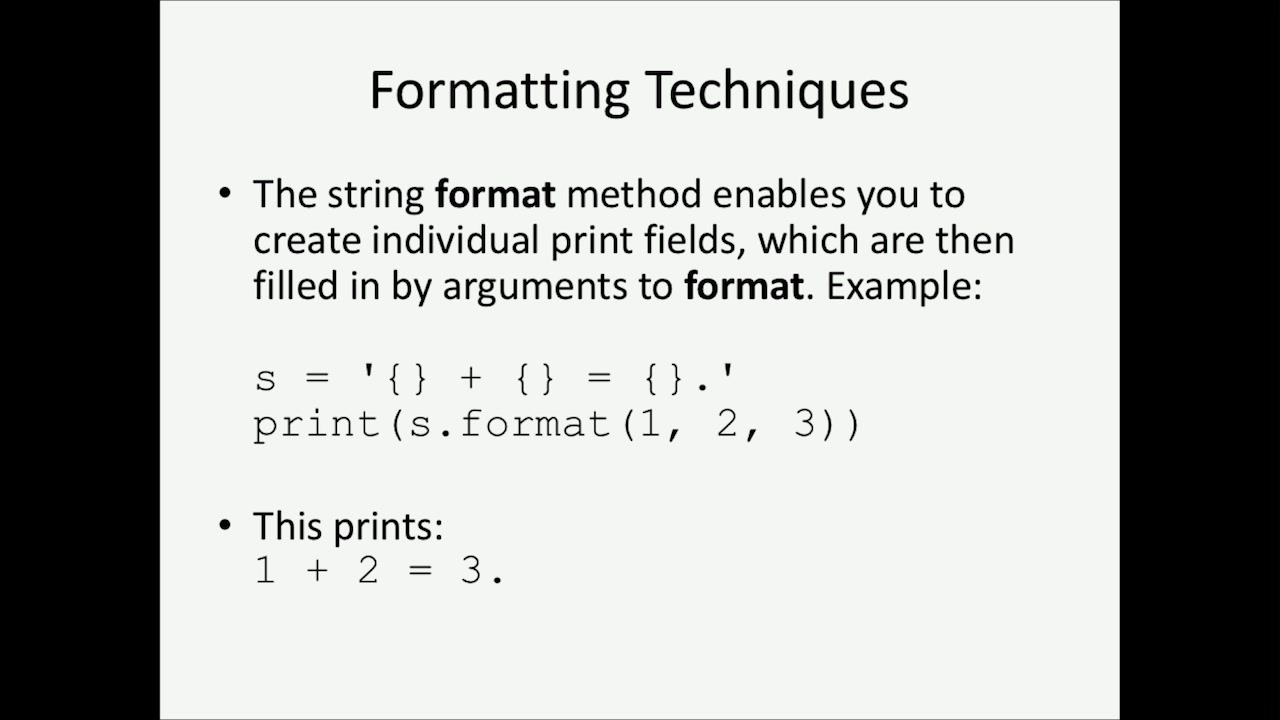 Formatting Techniques
• The string format method enables you to
create individual print fields, which are then
filled in by arguments to format. Example:
s = '{} + {} = {}.'
print(s.format(1, 2, 3))
• This prints:
1 + 2 = 3.